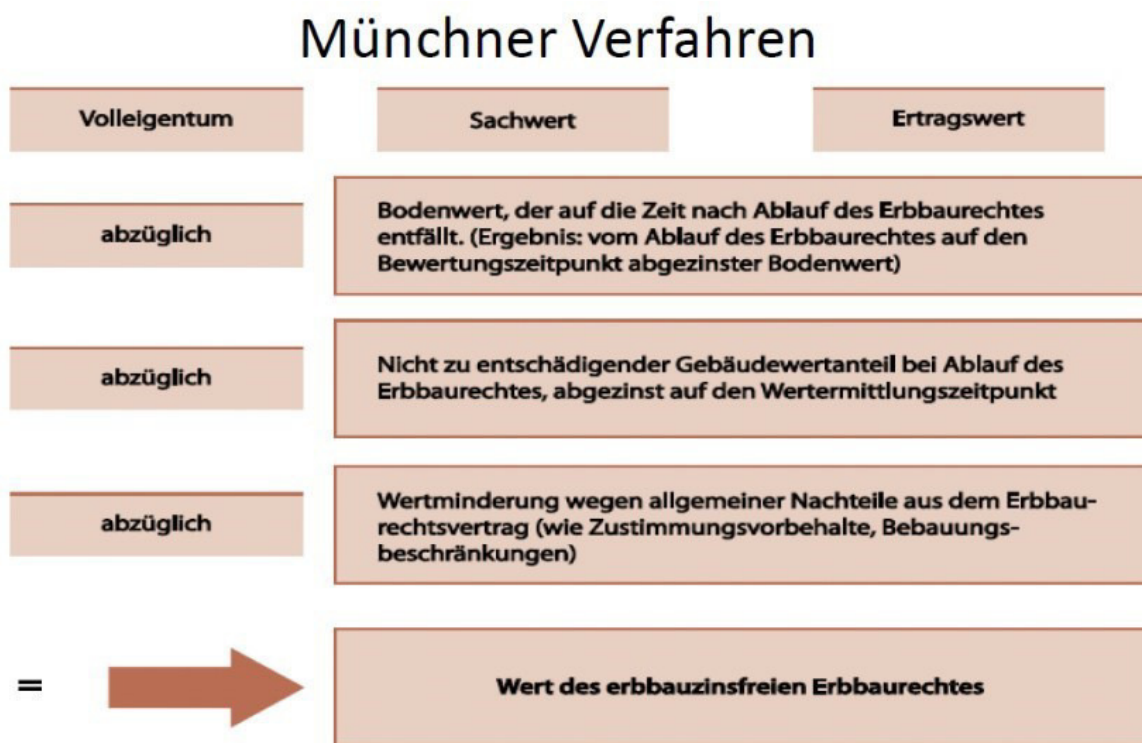 Münchner Verfahren
Volleigentum
Sachwert
Ertragswert
abzüglich
Bodenwert, der auf die Zeit nach Ablauf des Erbbaurechtes
entfällt. (Ergebnis: vom Ablauf des Erbbaurechtes auf den
Bewertungszeitpunkt abgezinster Bodenwert)
abzüglich
Nicht zu entschädigender Gebäudewertanteil bei Ablauf des
Erbbaurechtes, abgezinst auf den Wertermittlungszeitpunkt
abzüglich
Wertminderung wegen allgemeiner Nachteile aus dem Erbbau-
rechtsvertrag (wie Zustimmungsvorbehalte, Bebauungs-
beschränkungen)
=
Wert des erbbauzinsfreien Erbbaurechtes